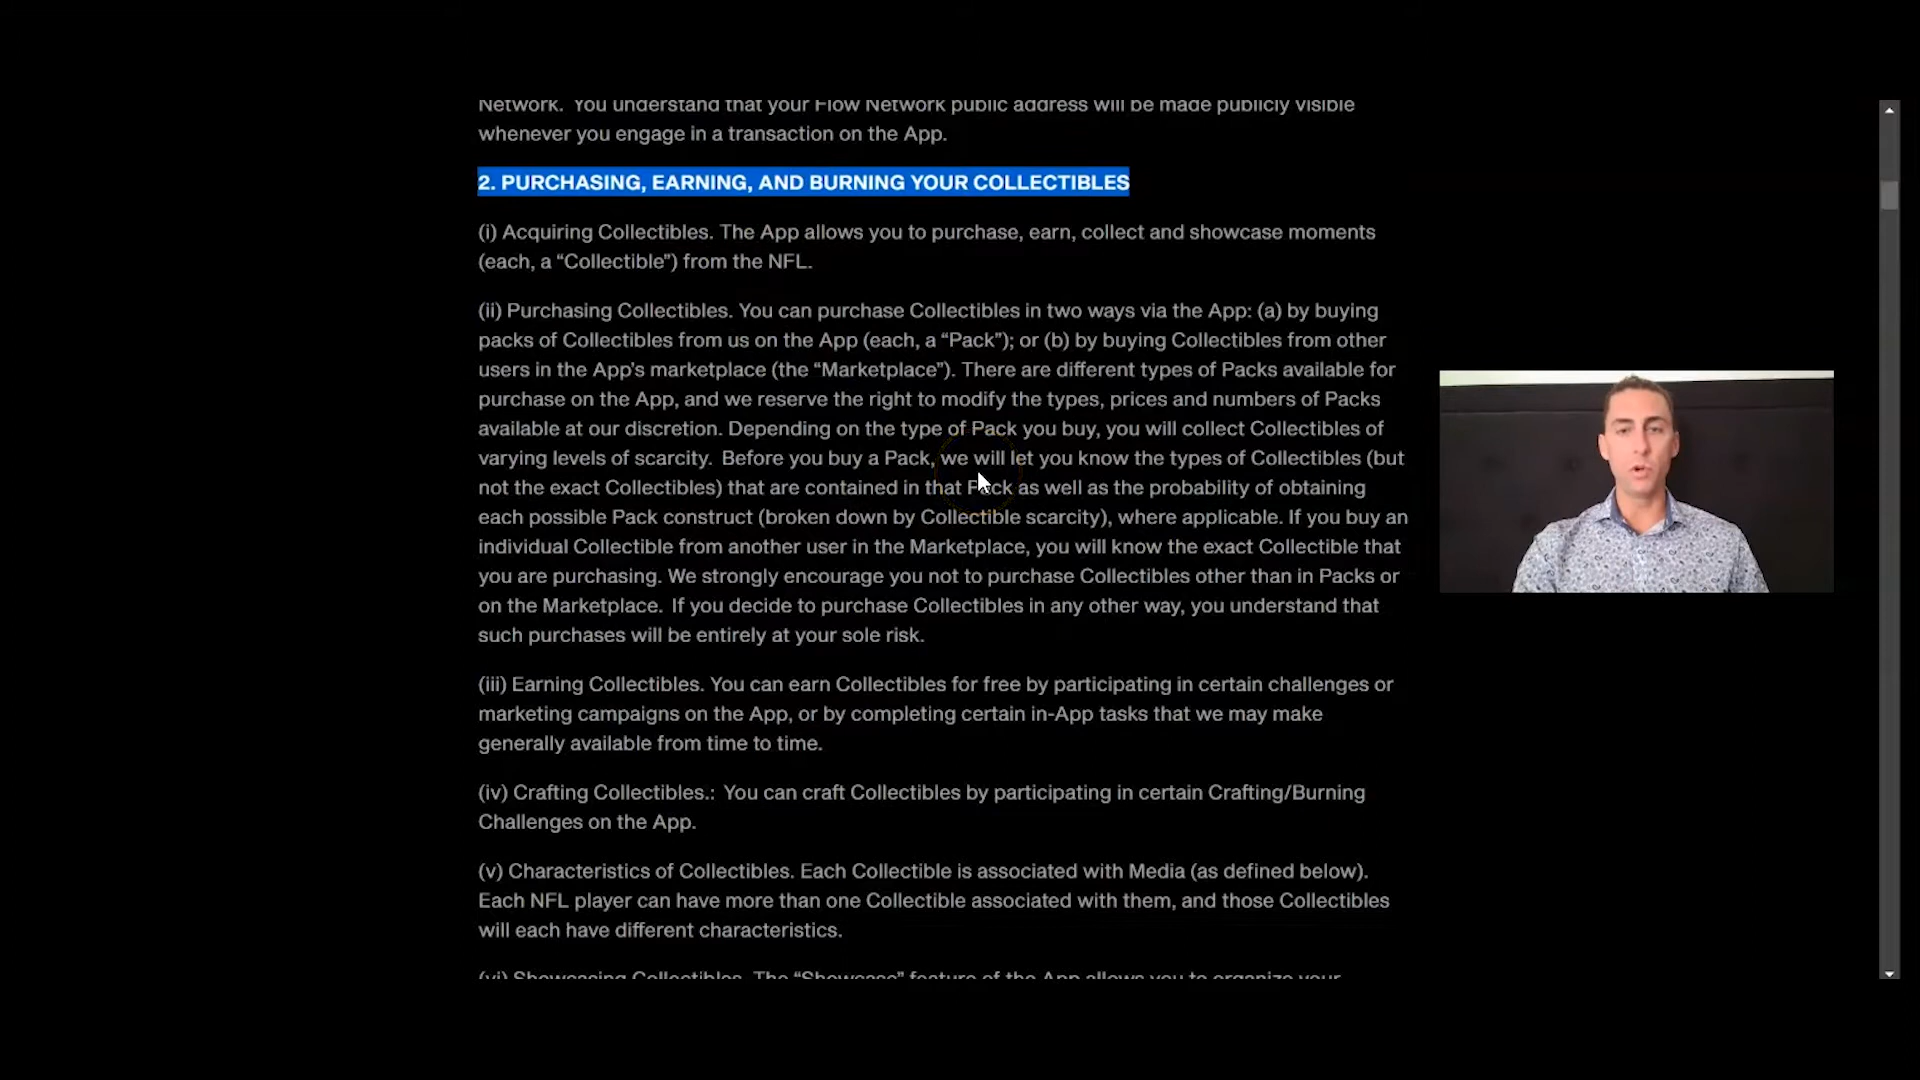 Network.  You understand that your Flow Network public address will be made publicly visible
whenever you engage in a transaction on the App.
2. PURCHASING, EARNING, AND BURNING YOUR COLLECTIBLES
(i) Acquiring Collectibles. The App allows you to purchase, earn, collect and showcase moments
(each, a “Collectible”) from the NFL.
(ii) Purchasing Collectibles. You can purchase Collectibles in two ways via the App: (a) by buying
packs of Collectibles from us on the App (each, a “Pack”); or (b) by buying Collectibles from other
users in the App’s marketplace (the “Marketplace”). There are different types of Packs available for
purchase on the App, and we reserve the right to modify the types, prices and numbers of Packs
available at our discretion. Depending on the type of Pack you buy, you will collect Collectibles of
varying levels of scarcity.  Before you buy a Pack, we will let you know the types of Collectibles (but
not the exact Collectibles) that are contained in that Pack as well as the probability of obtaining
each possible Pack construct (broken down by Collectible scarcity), where applicable. If you buy an
individual Collectible from another user in the Marketplace, you will know the exact Collectible that
you are purchasing. We strongly encourage you not to purchase Collectibles other than in Packs or
on the Marketplace.  If you decide to purchase Collectibles in any other way, you understand that
such purchases will be entirely at your sole risk.
(iii) Earning Collectibles. You can earn Collectibles for free by participating in certain challenges or
marketing campaigns on the App, or by completing certain in-App tasks that we may make
generally available from time to time.
(iv) Crafting Collectibles.:  You can craft Collectibles by participating in certain Crafting/Burning
Challenges on the App.
(v) Characteristics of Collectibles. Each Collectible is associated with Media (as defined below).
Each NFL player can have more than one Collectible associated with them, and those Collectibles
will each have different characteristics.
(vi) Showcasing Collectibles. The “Showcase” feature of the App allows you to organize your